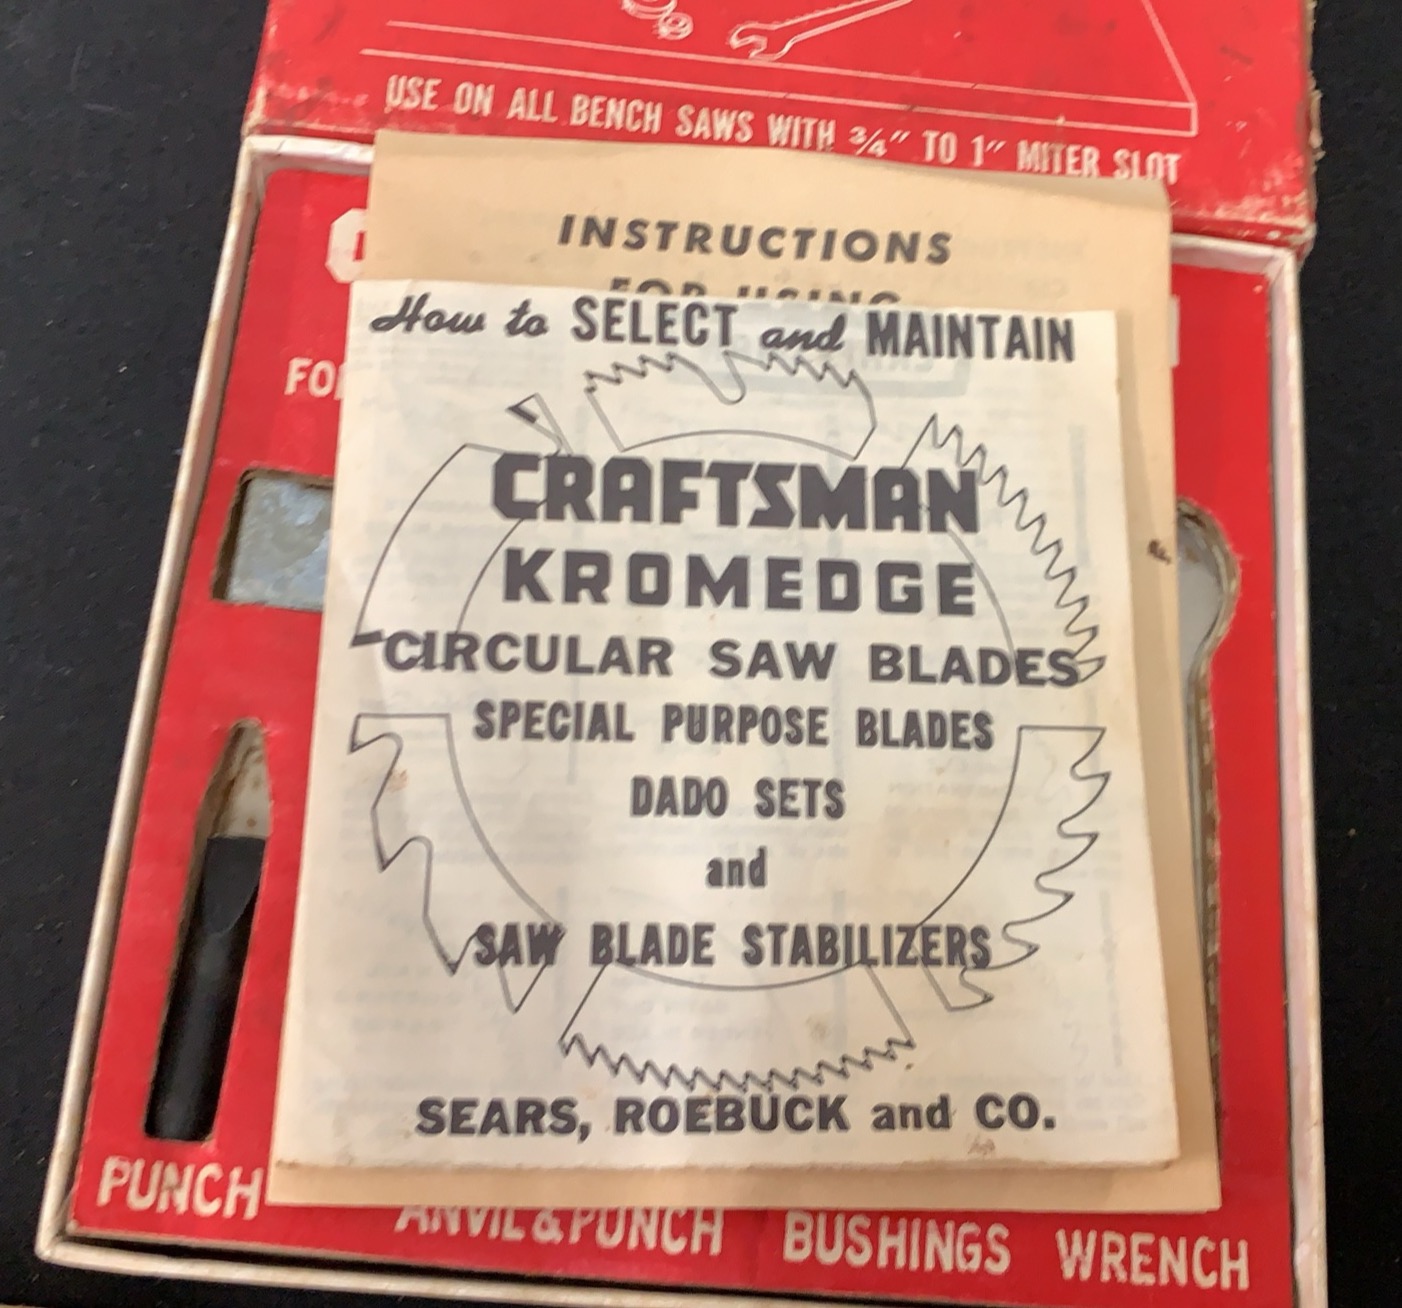 USE ON ALL BENCH SAWS WITH 3/4" TO 1" MITER SLOT
INSTRUCTIONS
FOR USING
How to SELECT and MAINTAIN
CRAFTSMAN
KROMEDGE
CIRCULAR SAW BLADES
SPECIAL PURPOSE BLADES
DADO SETS
and
SAW BLADE STABILIZERS
SEARS, ROEBUCK and CO.
PUNCH
ANVIL & PUNCH
BUSHINGS
WRENCH